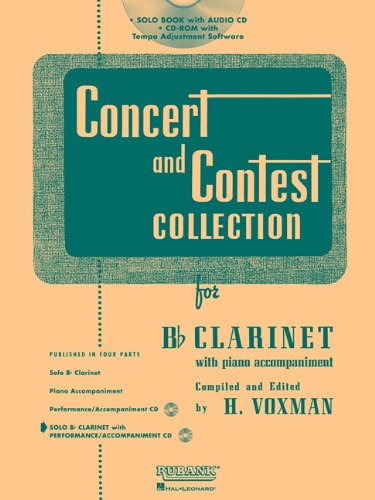 • SOLO BOOK with AUDIO CD
• CD-ROM with
Tempo Adjustment Software
Concert
and
Contest
COLLECTION
for
B♭ CLARINET
with piano accompaniment
Compiled and Edited
by H. VOXMAN
PUBLISHED IN FOUR PARTS
Solo B♭ Clarinet
Piano Accompaniment
Performance/Accompaniment CD
SOLO B♭ CLARINET with
PERFORMANCE/ACCOMPANIMENT CD
RUBANK®
HAL•LEONARD®